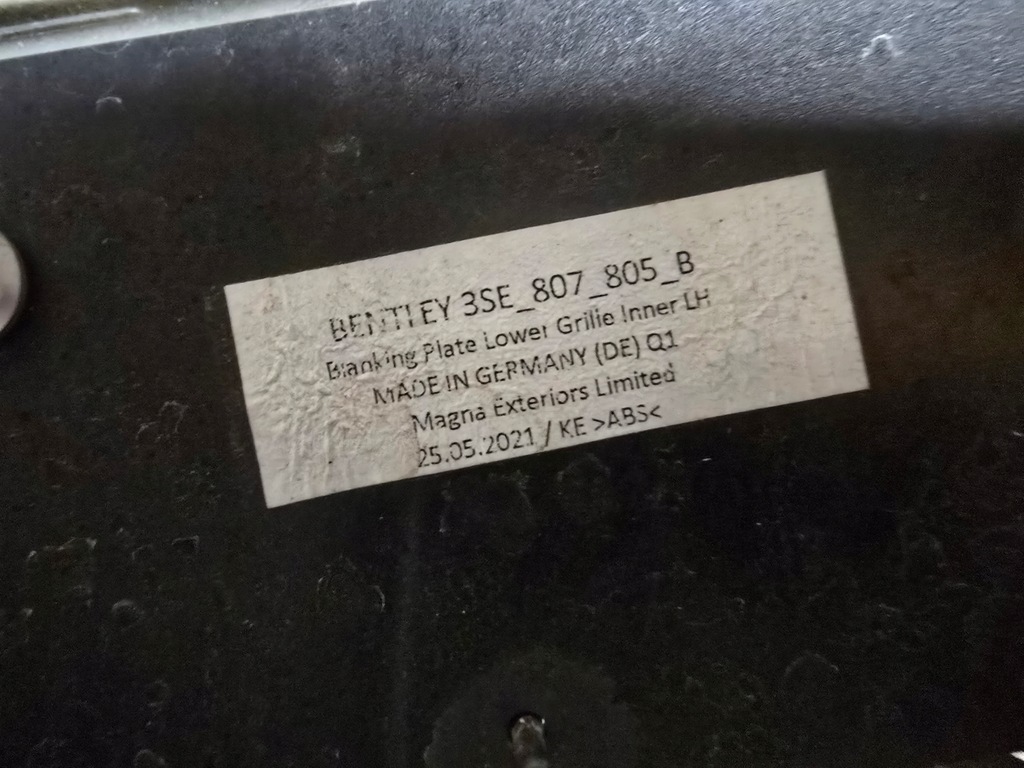 BENTLEY 3SE_807_805_B
Blanking Plate Lower Grille Inner LH
MADE IN GERMANY (DE) Q1
Magna Exteriors Limited
25.05.2021 / KE >ABS<